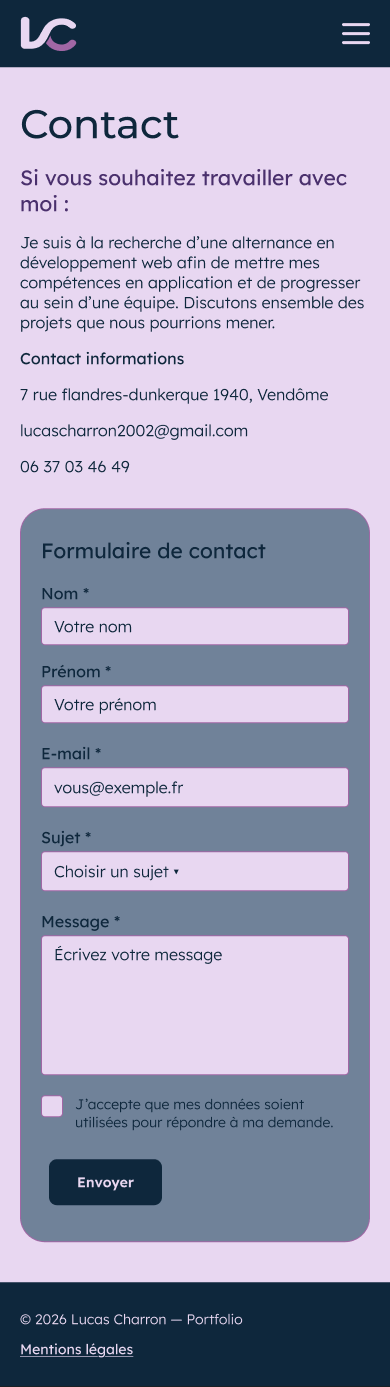 LC
Contact
Si vous souhaitez travailler avec
moi :
Je suis à la recherche d’une alternance en
développement web afin de mettre mes
compétences en application et de progresser
au sein d’une équipe. Discutons ensemble des
projets que nous pourrions mener.
Contact informations
7 rue flandres-dunkerque 1940, Vendôme
lucascharron2002@gmail.com
06 37 03 46 49
Formulaire de contact
Nom *
Votre nom
Prénom *
Votre prénom
E-mail *
vous@exemple.fr
Sujet *
Choisir un sujet ▾
Message *
Écrivez votre message
J’accepte que mes données soient
utilisées pour répondre à ma demande.
Envoyer
© 2026 Lucas Charron — Portfolio
Mentions légales